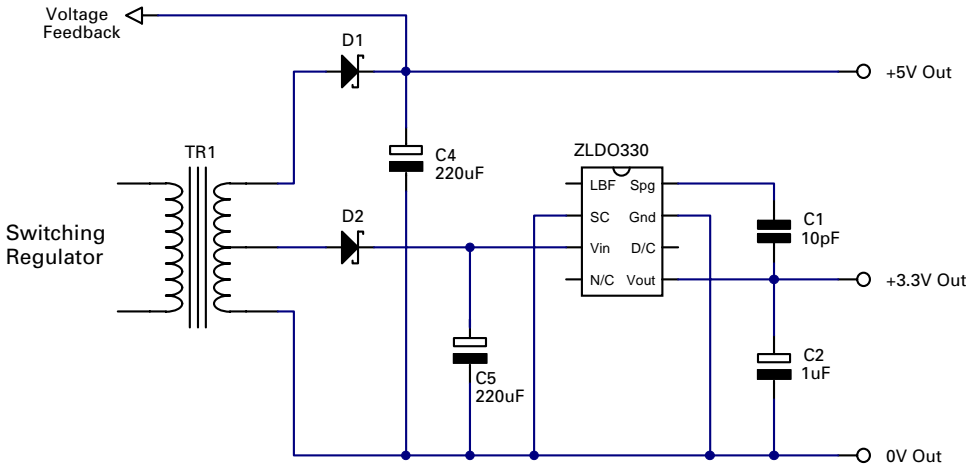 Voltage
Feedback
D1
+5V Out
TR1
C4
220uF
ZLDO330
LBF Spg
SC Gnd
Vin D/C
N/C Vout
C1
10pF
Switching
Regulator
D2
+3.3V Out
C5
220uF
C2
1uF
0V Out